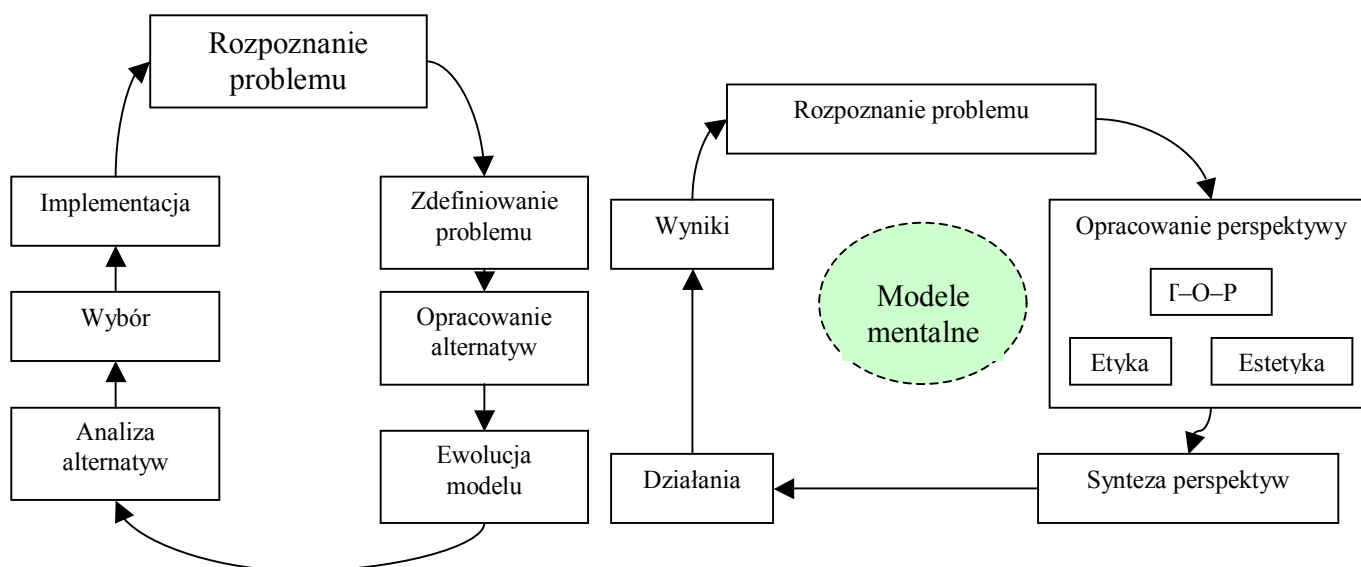 Rozpoznanie
problemu
Zdefiniowanie
problemu
Opracowanie
alternatyw
Ewolucja
modelu
Analiza
alternatyw
Wybór
Implementacja
Rozpoznanie problemu
Opracowanie perspektywy
T–O–P
Etyka
Estetyka
Synteza perspektyw
Działania
Wyniki
Modele
mentalne